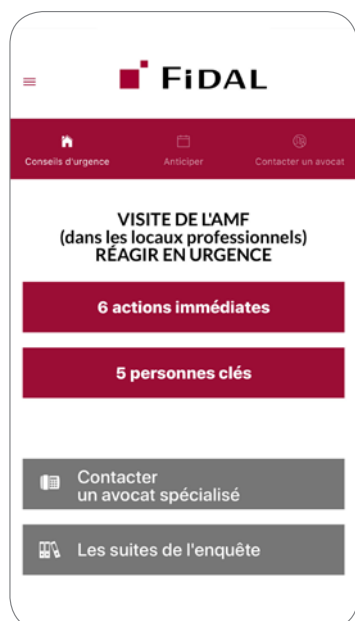 FiDAL
Conseils d'urgence
Anticiper
Contacter un avocat
VISITE DE L'AMF
(dans les locaux professionnels)
RÉAGIR EN URGENCE
6 actions immédiates
5 personnes clés
Contacter
un avocat spécialisé
Les suites de l'enquête